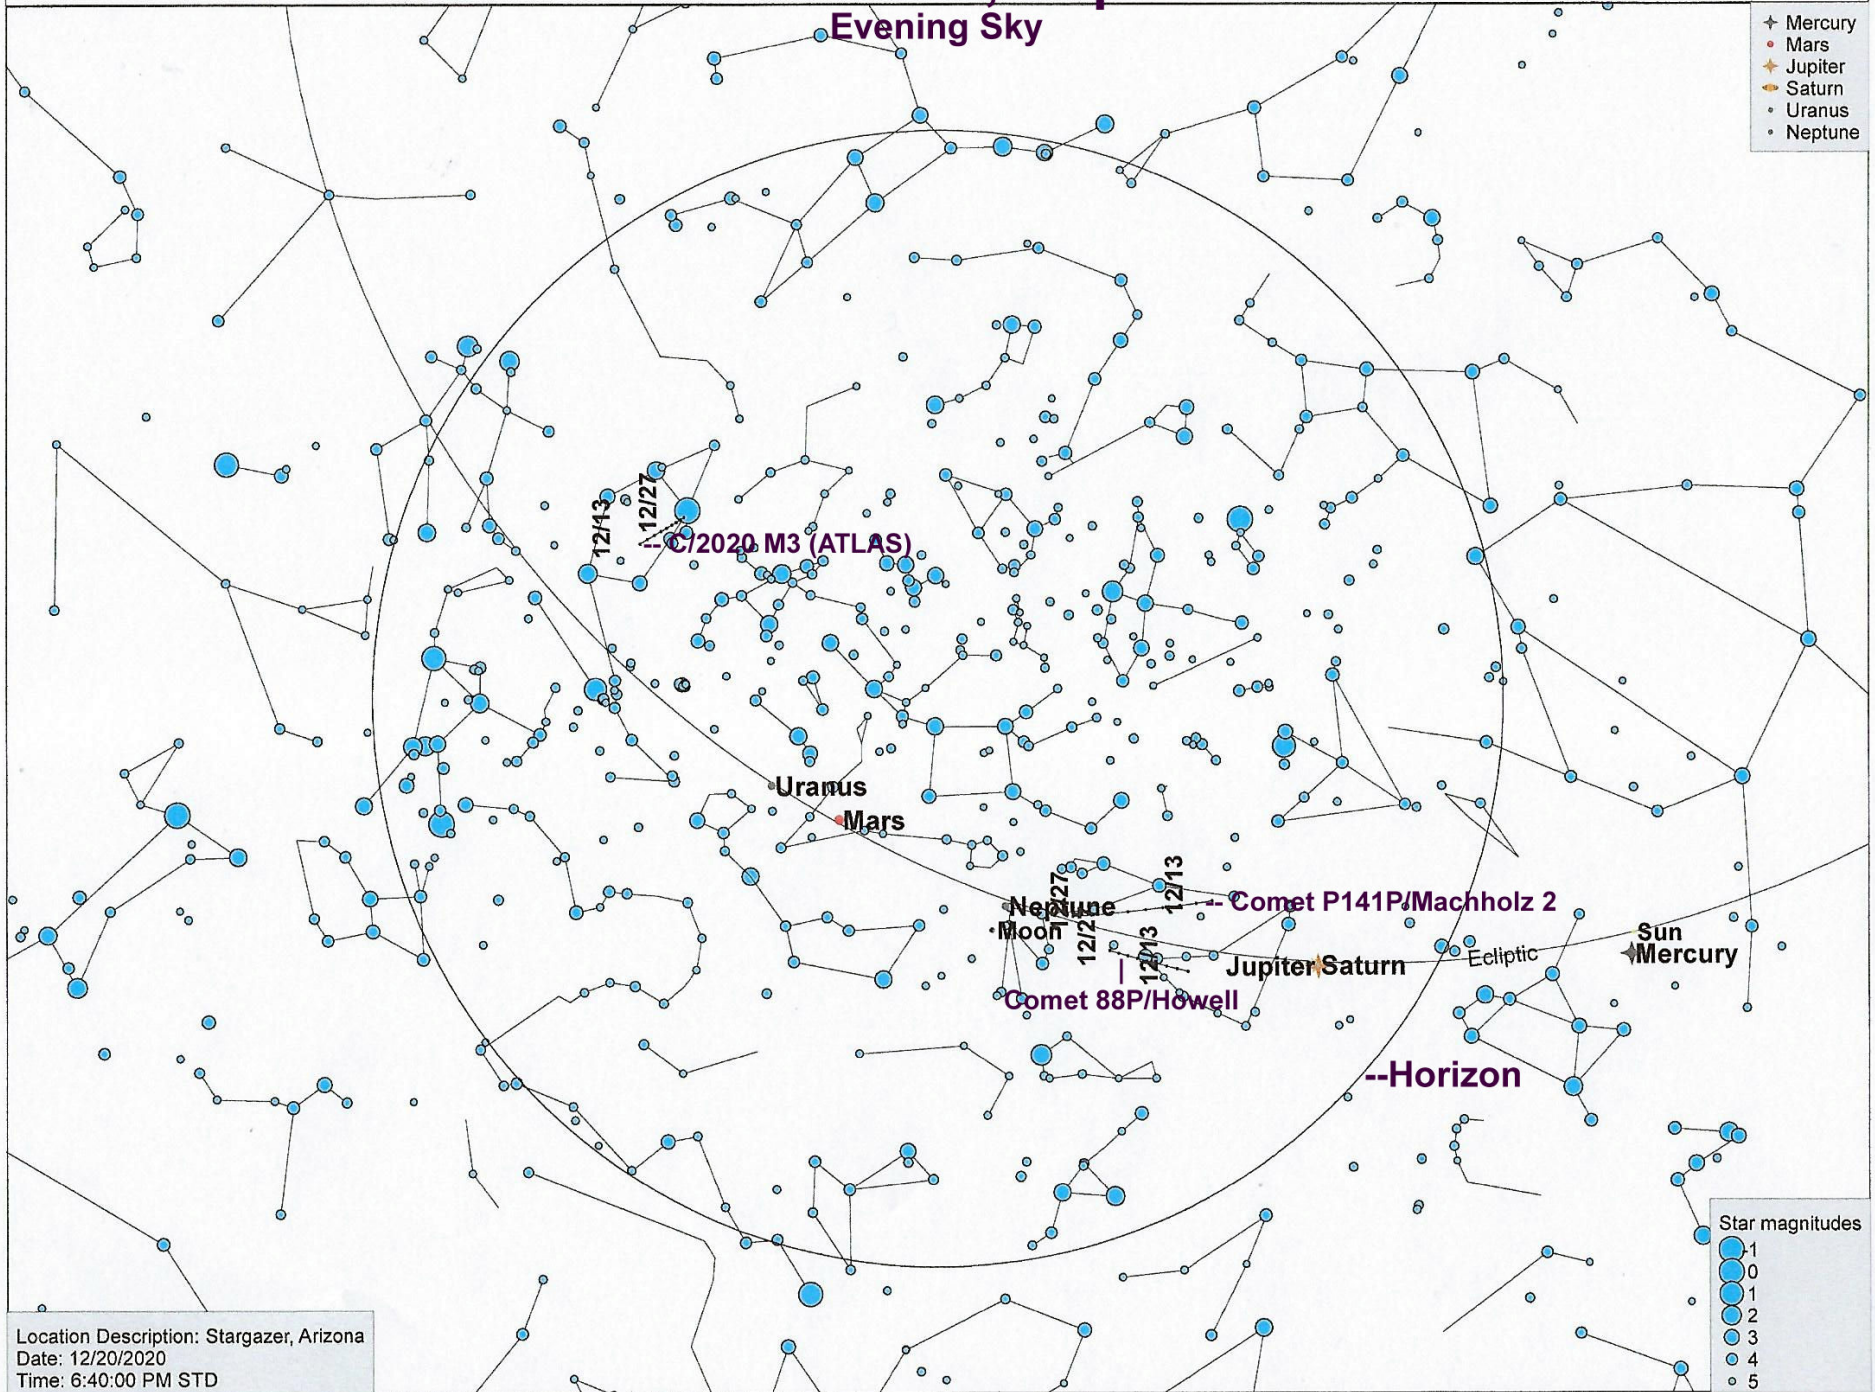 Evening Sky
Mercury
Mars
Jupiter
Saturn
Uranus
Neptune
12/13
12/27
-- C/2020 M3 (ATLAS)
Uranus
Mars
12/13
12/27
-- Comet P141P/Machholz 2
Neptune
Moon
12/13
Sun
Mercury
Ecliptic
Jupiter
Saturn
Comet 88P/Howell
--Horizon
Star magnitudes
-1
0
1
2
3
4
5
Location Description: Stargazer, Arizona
Date: 12/20/2020
Time: 6:40:00 PM STD